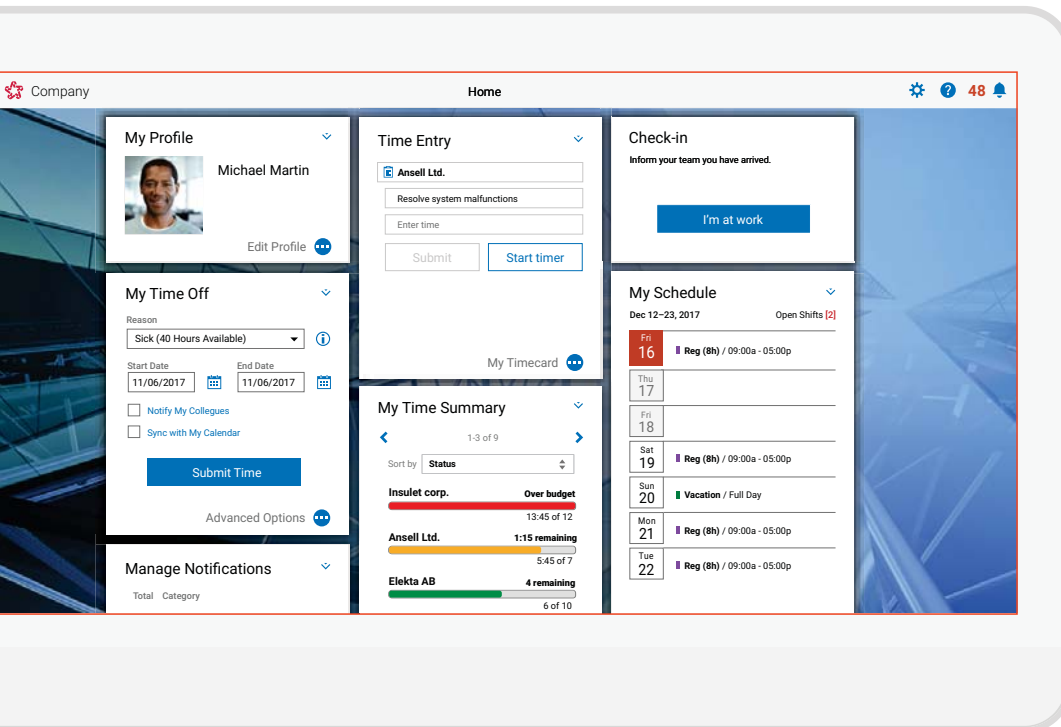 Company
Home
48
My Profile
Michael Martin
Edit Profile
My Time Off
Reason
Sick (40 Hours Available)
Start Date End Date
11/06/2017 11/06/2017
Notify My Collegues
Sync with My Calendar
Submit Time
Advanced Options
Manage Notifications
Total Category
Time Entry
Ansell Ltd.
Resolve system malfunctions
Enter time
Submit Start timer
My Timecard
My Time Summary
1-3 of 9
Sort by Status
Insulet corp. Over budget
13:45 of 12
Ansell Ltd. 1:15 remaining
5:45 of 7
Elekta AB 4 remaining
6 of 10
Check-in
Inform your team you have arrived.
I'm at work
My Schedule
Dec 12–23, 2017 Open Shifts [2]
Fri
16 Reg (8h) / 09:00a - 05:00p
Thu
17
Fri
18
Sat
19 Reg (8h) / 09:00a - 05:00p
Sun
20 Vacation / Full Day
Mon
21 Reg (8h) / 09:00a - 05:00p
Tue
22 Reg (8h) / 09:00a - 05:00p